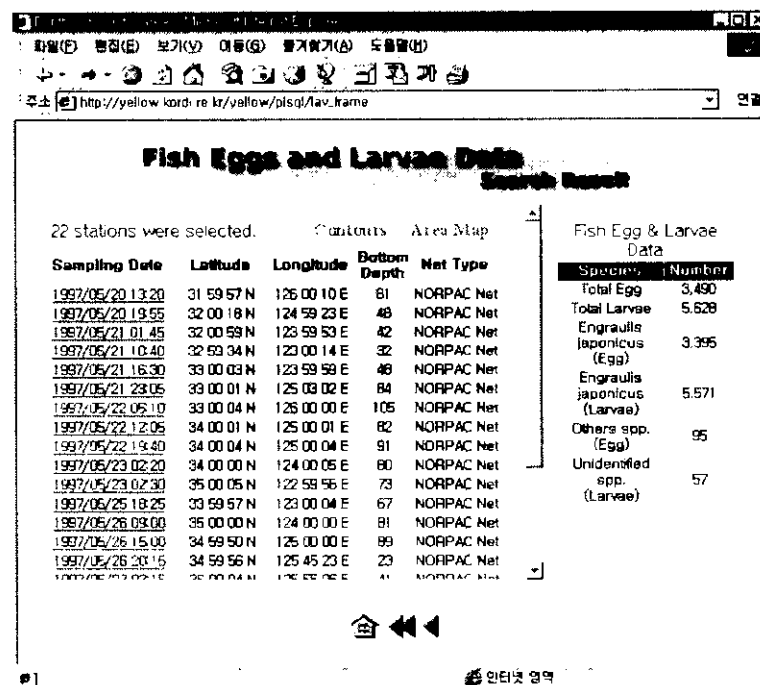 파일(F) 편집(E) 보기(V) 이동(G) 즐겨찾기(A) 도움말(H)
주소 http://yellow.kordi.re.kr/yellow/plsql/lav_frame 연결
Fish Eggs and Larvae Data
Search Result
22 stations were selected. Contours Area Map
Sampling Date Latitude Longitude Bottom Depth Net Type
1997/05/20 13:20 31 59 57 N 126 00 10 E 81 NORPAC Net
1997/05/20 19:55 32 00 18 N 124 59 23 E 48 NORPAC Net
1997/05/21 01:45 32 00 59 N 123 59 53 E 42 NORPAC Net
1997/05/21 10:40 32 59 34 N 123 00 14 E 32 NORPAC Net
1997/05/21 16:30 33 00 03 N 123 59 59 E 48 NORPAC Net
1997/05/21 23:05 33 00 01 N 125 03 02 E 84 NORPAC Net
1997/05/22 05:10 33 00 04 N 126 00 00 E 105 NORPAC Net
1997/05/22 12:05 34 00 01 N 125 00 01 E 82 NORPAC Net
1997/05/22 19:40 34 00 04 N 125 00 04 E 91 NORPAC Net
1997/05/23 02:20 34 00 00 N 124 00 05 E 80 NORPAC Net
1997/05/23 07:30 35 00 05 N 122 59 56 E 73 NORPAC Net
1997/05/25 18:25 33 59 57 N 123 00 04 E 67 NORPAC Net
1997/05/26 09:00 35 00 00 N 124 00 00 E 81 NORPAC Net
1997/05/26 15:00 34 59 50 N 125 00 00 E 89 NORPAC Net
1997/05/26 20:15 34 59 56 N 125 45 23 E 23 NORPAC Net
NORPAC Net
Fish Egg & Larvae
Data
Species Number
Total Egg 3,490
Total Larvae 5,628
Engraulis
japonicus
(Egg) 3,395
Engraulis
japonicus
(Larvae) 5,571
Others spp.
(Egg) 95
Unidentified
spp.
(Larvae) 57
인터넷 영역